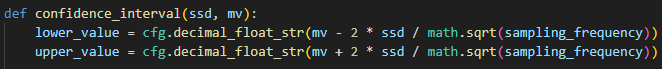 def confidence_interval(ssd, mv):
    lower_value = cfg.decimal_float_str(mv - 2 * ssd / math.sqrt(sampling_frequency))
    upper_value = cfg.decimal_float_str(mv + 2 * ssd / math.sqrt(sampling_frequency))